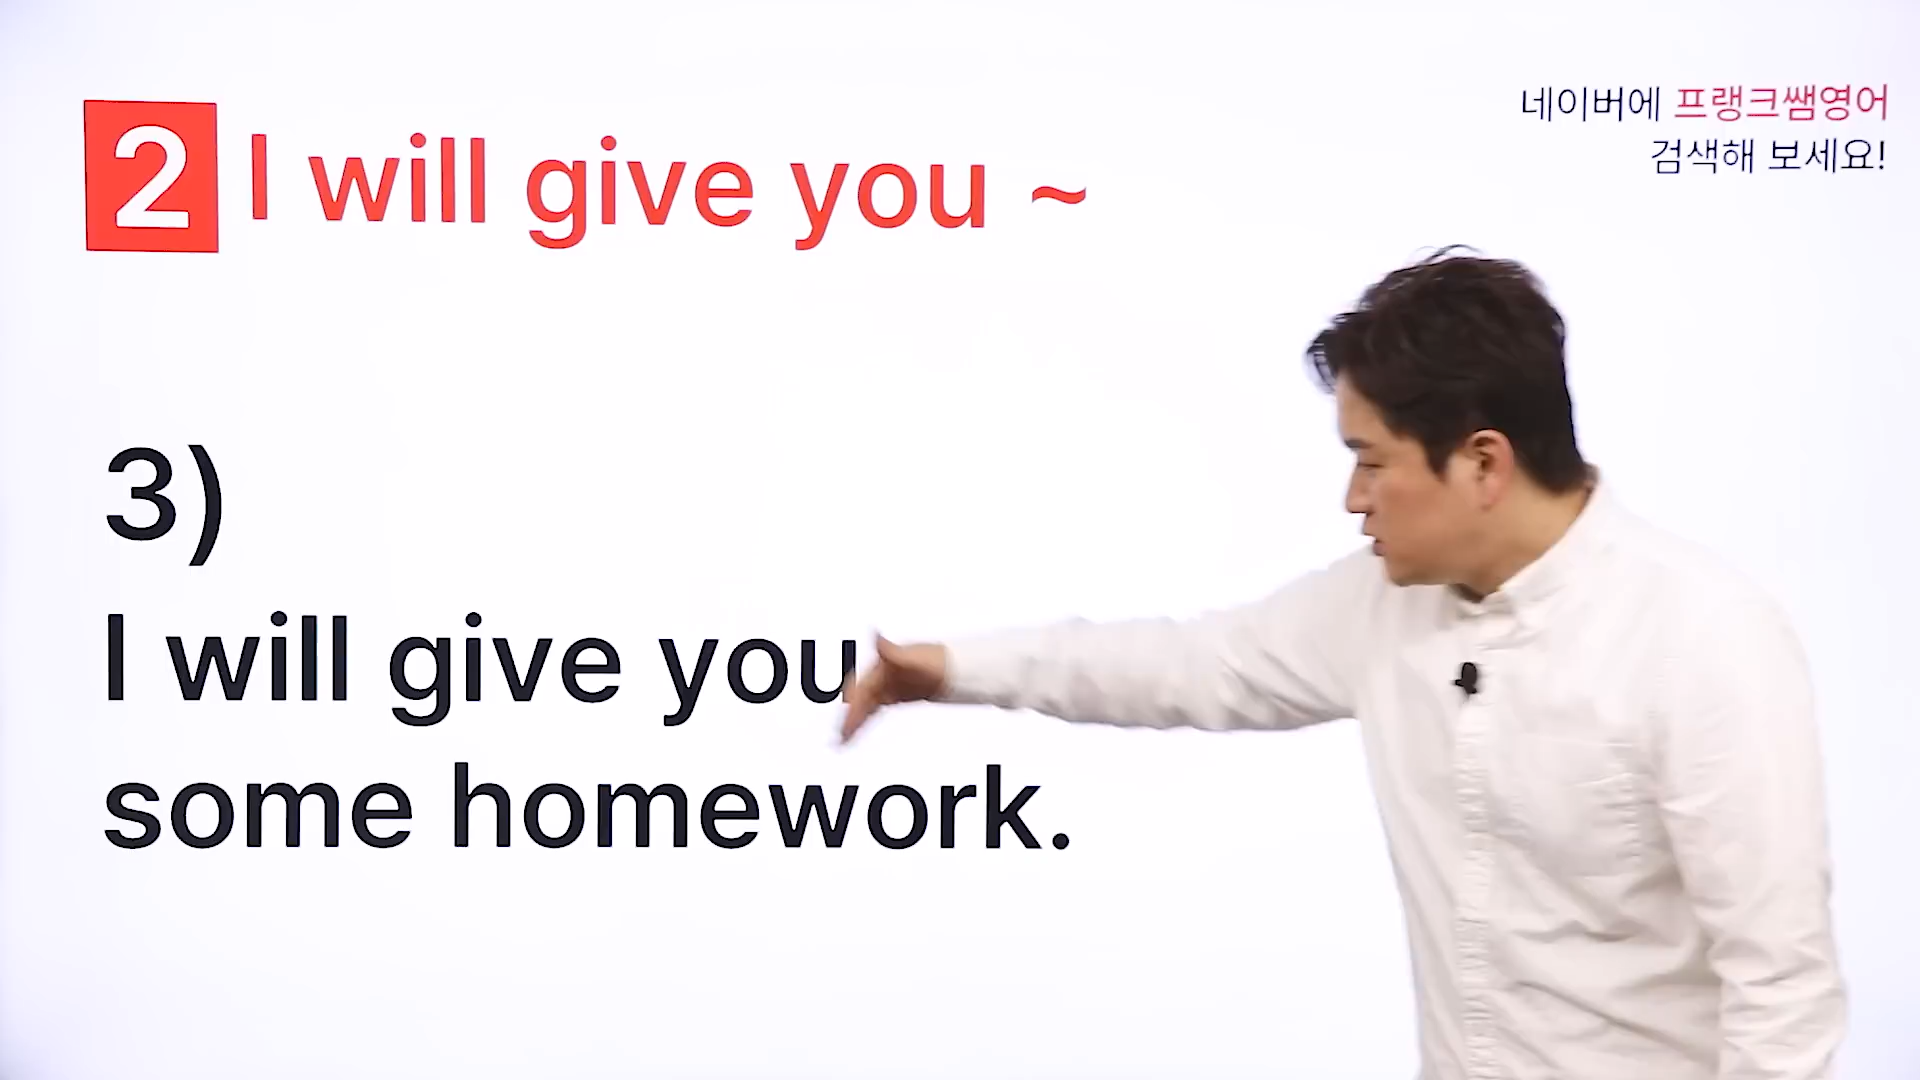 2 I will give you ~
네이버에 프랭크쌤영어
검색해 보세요!
3)
I will give you
some homework.